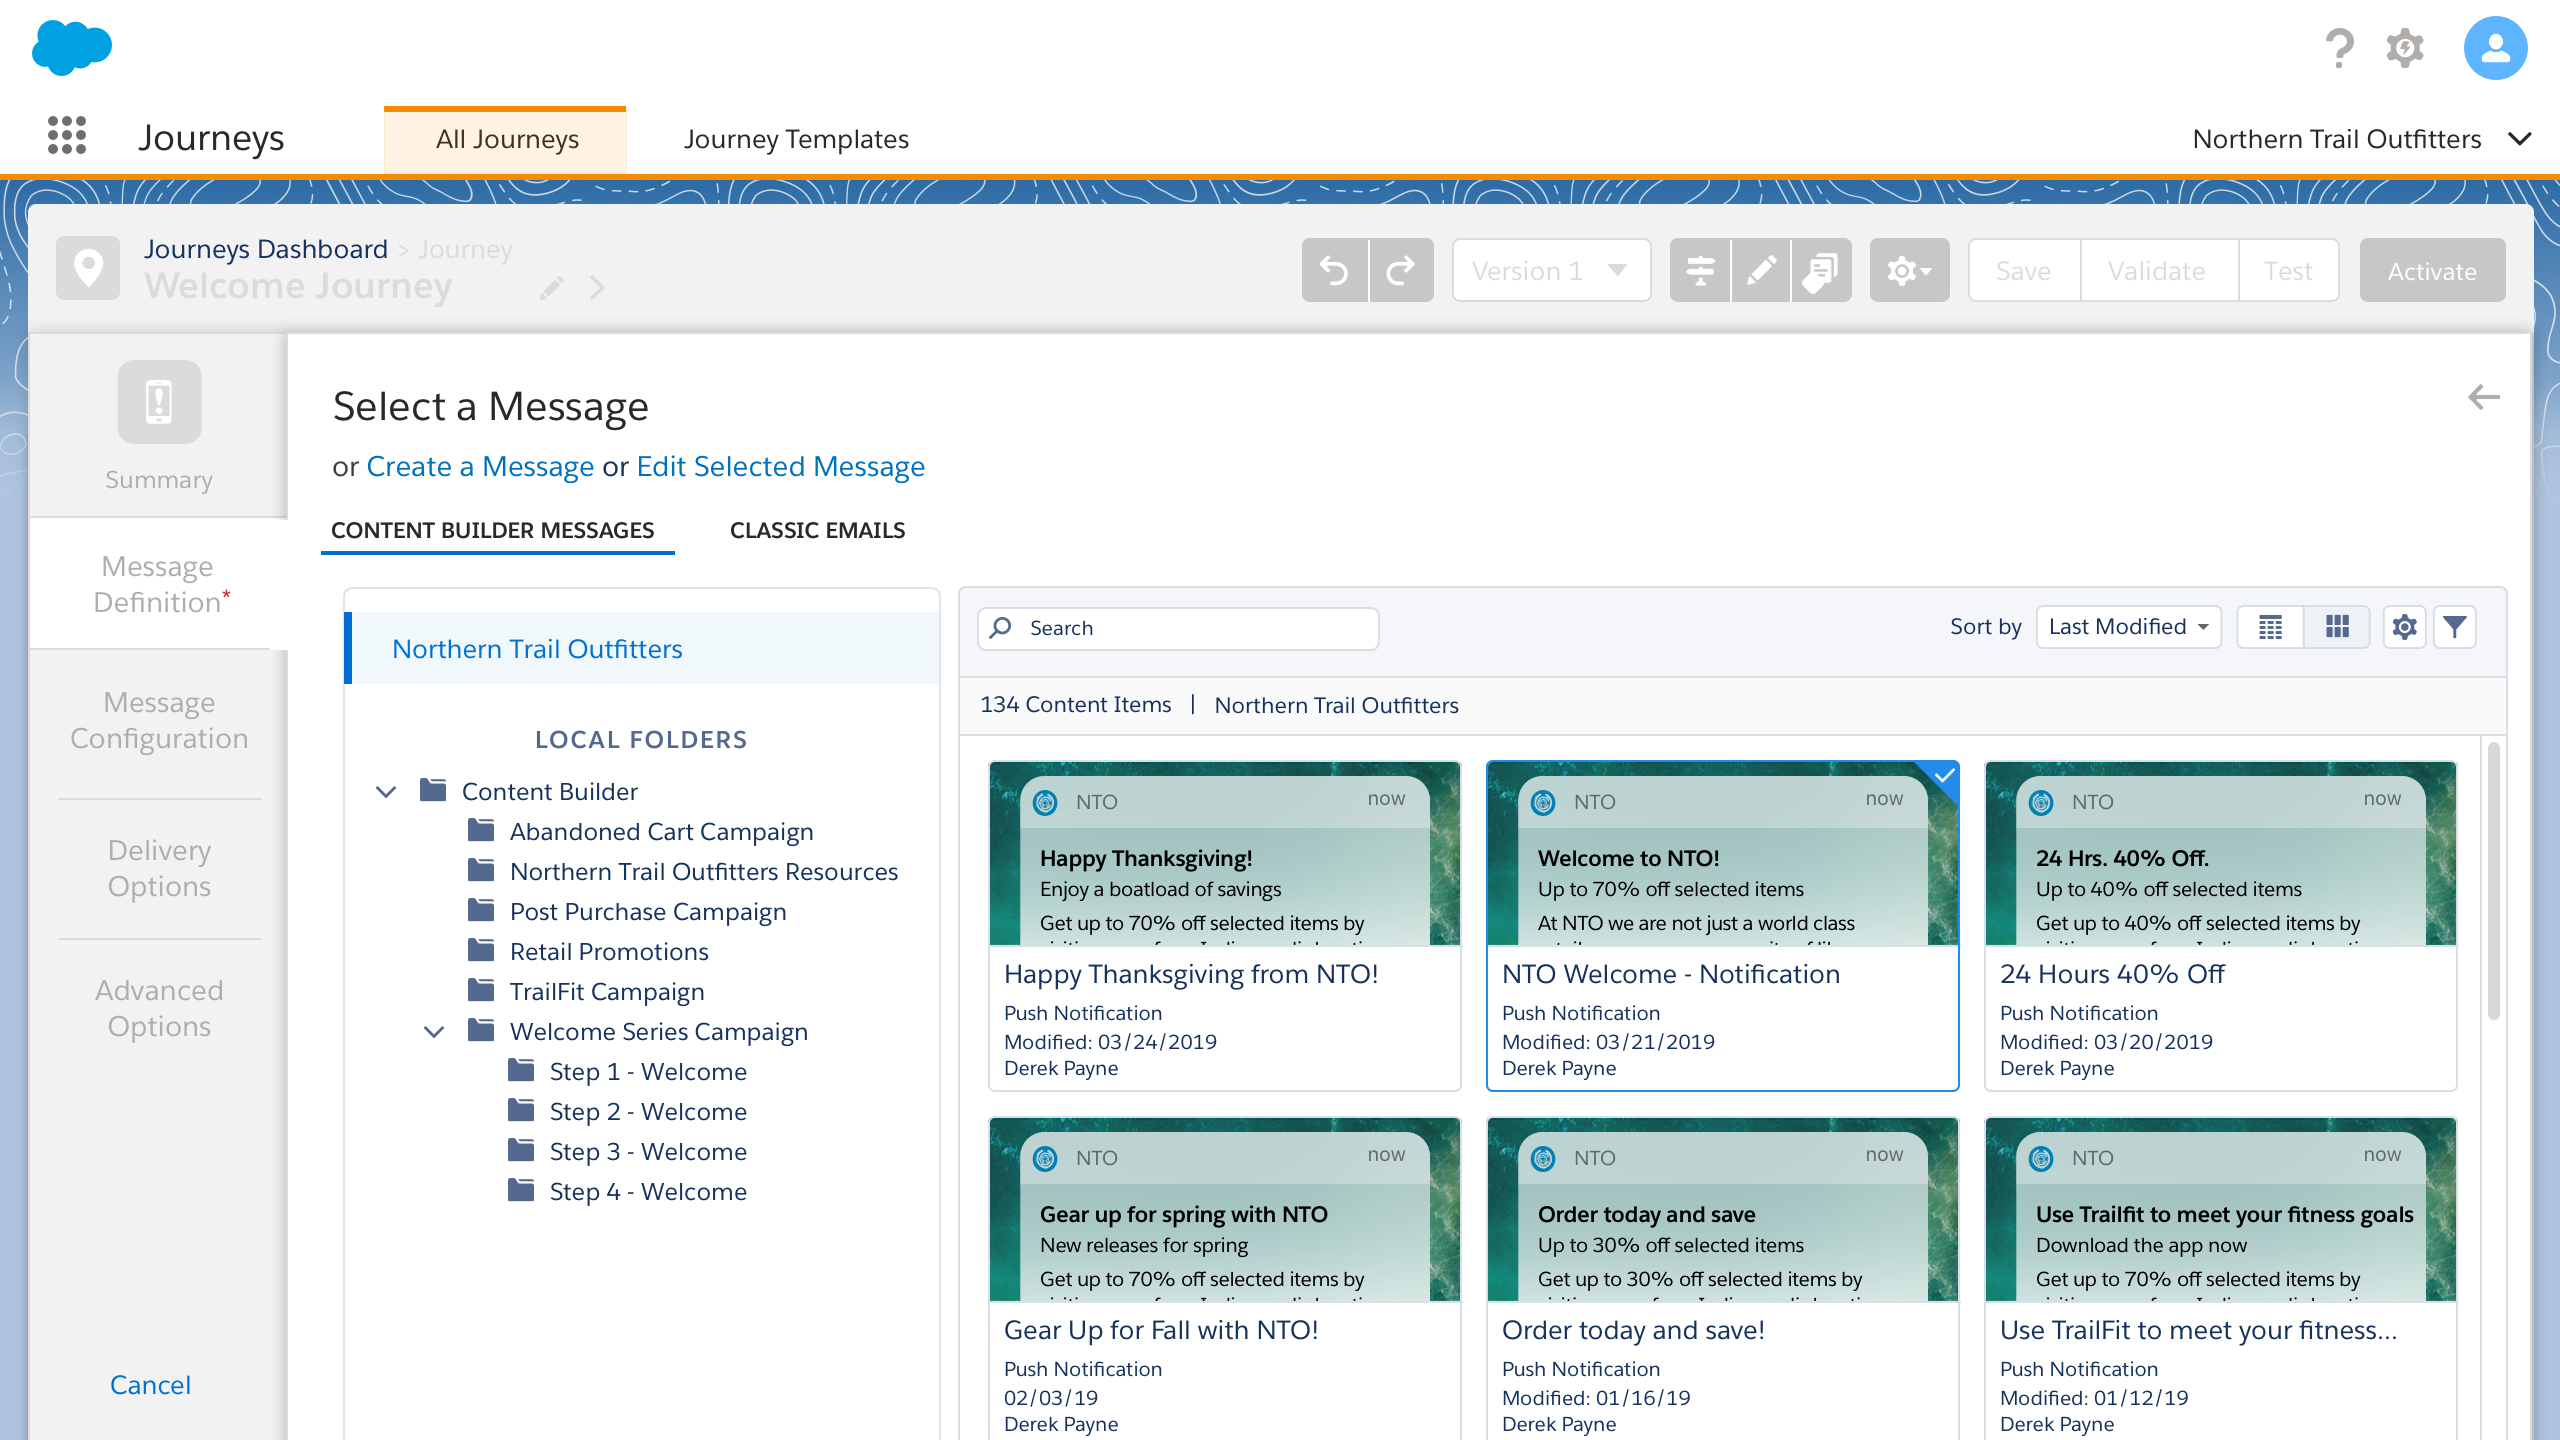 Journeys
All Journeys
Journey Templates
Northern Trail Outfitters
Journeys Dashboard > Journey
Welcome Journey
Version 1
Save
Validate
Test
Activate
Summary
Message
Definition*
Message
Configuration
Delivery
Options
Advanced
Options
Cancel
Select a Message
or Create a Message or Edit Selected Message
CONTENT BUILDER MESSAGES
CLASSIC EMAILS
Northern Trail Outfitters
LOCAL FOLDERS
Content Builder
Abandoned Cart Campaign
Northern Trail Outfitters Resources
Post Purchase Campaign
Retail Promotions
TrailFit Campaign
Welcome Series Campaign
Step 1 - Welcome
Step 2 - Welcome
Step 3 - Welcome
Step 4 - Welcome
Search
Sort by
Last Modified
134 Content Items | Northern Trail Outfitters
NTO now
Happy Thanksgiving!
Enjoy a boatload of savings
Get up to 70% off selected items by
Happy Thanksgiving from NTO!
Push Notification
Modified: 03/24/2019
Derek Payne
NTO now
Welcome to NTO!
Up to 70% off selected items
At NTO we are not just a world class
NTO Welcome - Notification
Push Notification
Modified: 03/21/2019
Derek Payne
NTO now
24 Hrs. 40% Off.
Up to 40% off selected items
Get up to 40% off selected items by
24 Hours 40% Off
Push Notification
Modified: 03/20/2019
Derek Payne
NTO now
Gear up for spring with NTO
New releases for spring
Get up to 70% off selected items by
Gear Up for Fall with NTO!
Push Notification
02/03/19
Derek Payne
NTO now
Order today and save
Up to 30% off selected items
Get up to 30% off selected items by
Order today and save!
Push Notification
Modified: 01/16/19
Derek Payne
NTO now
Use Trailfit to meet your fitness goals
Download the app now
Get up to 70% off selected items by
Use TrailFit to meet your fitness...
Push Notification
Modified: 01/12/19
Derek Payne